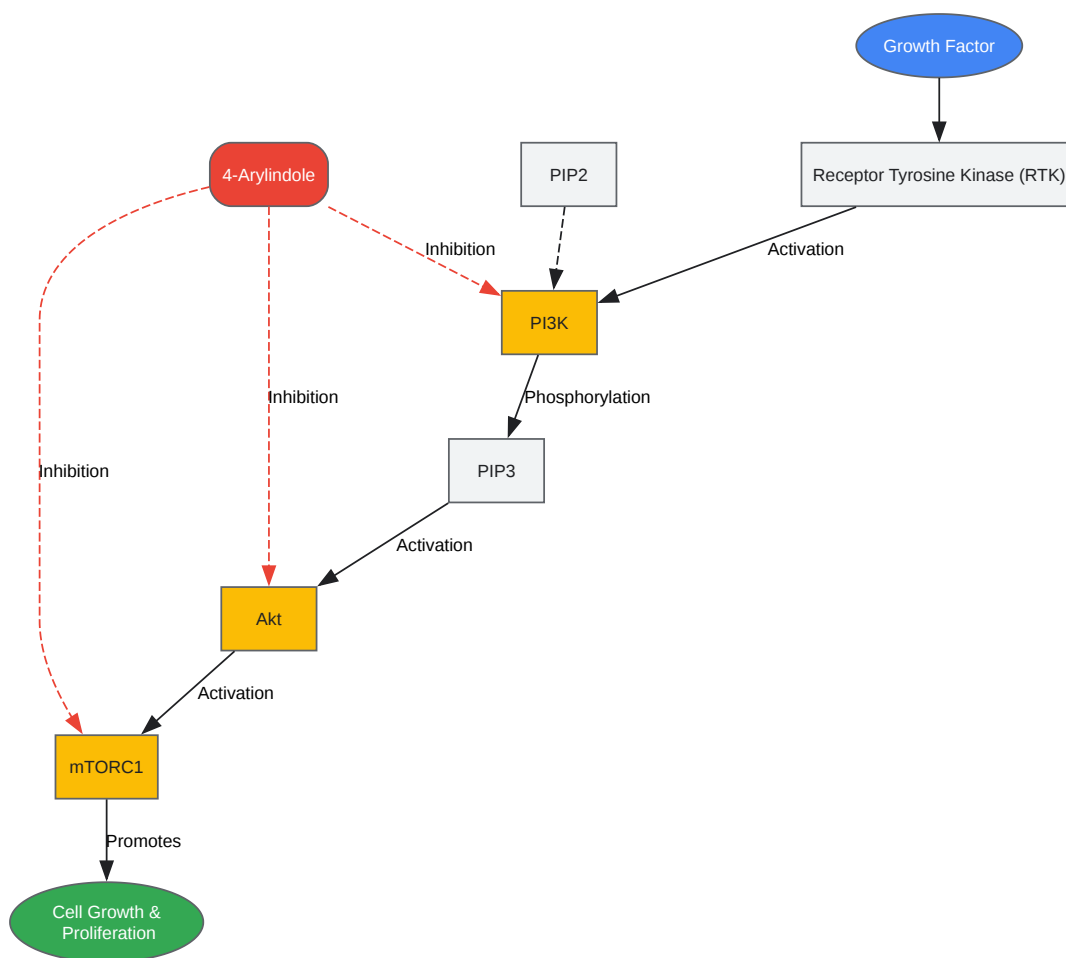 Growth Factor
4-Arylindole
PIP2
Receptor Tyrosine Kinase (RTK)
Inhibition
Activation
PI3K
Inhibition
Phosphorylation
Inhibition
PIP3
Activation
Akt
Activation
mTORC1
Promotes
Cell Growth &
Proliferation